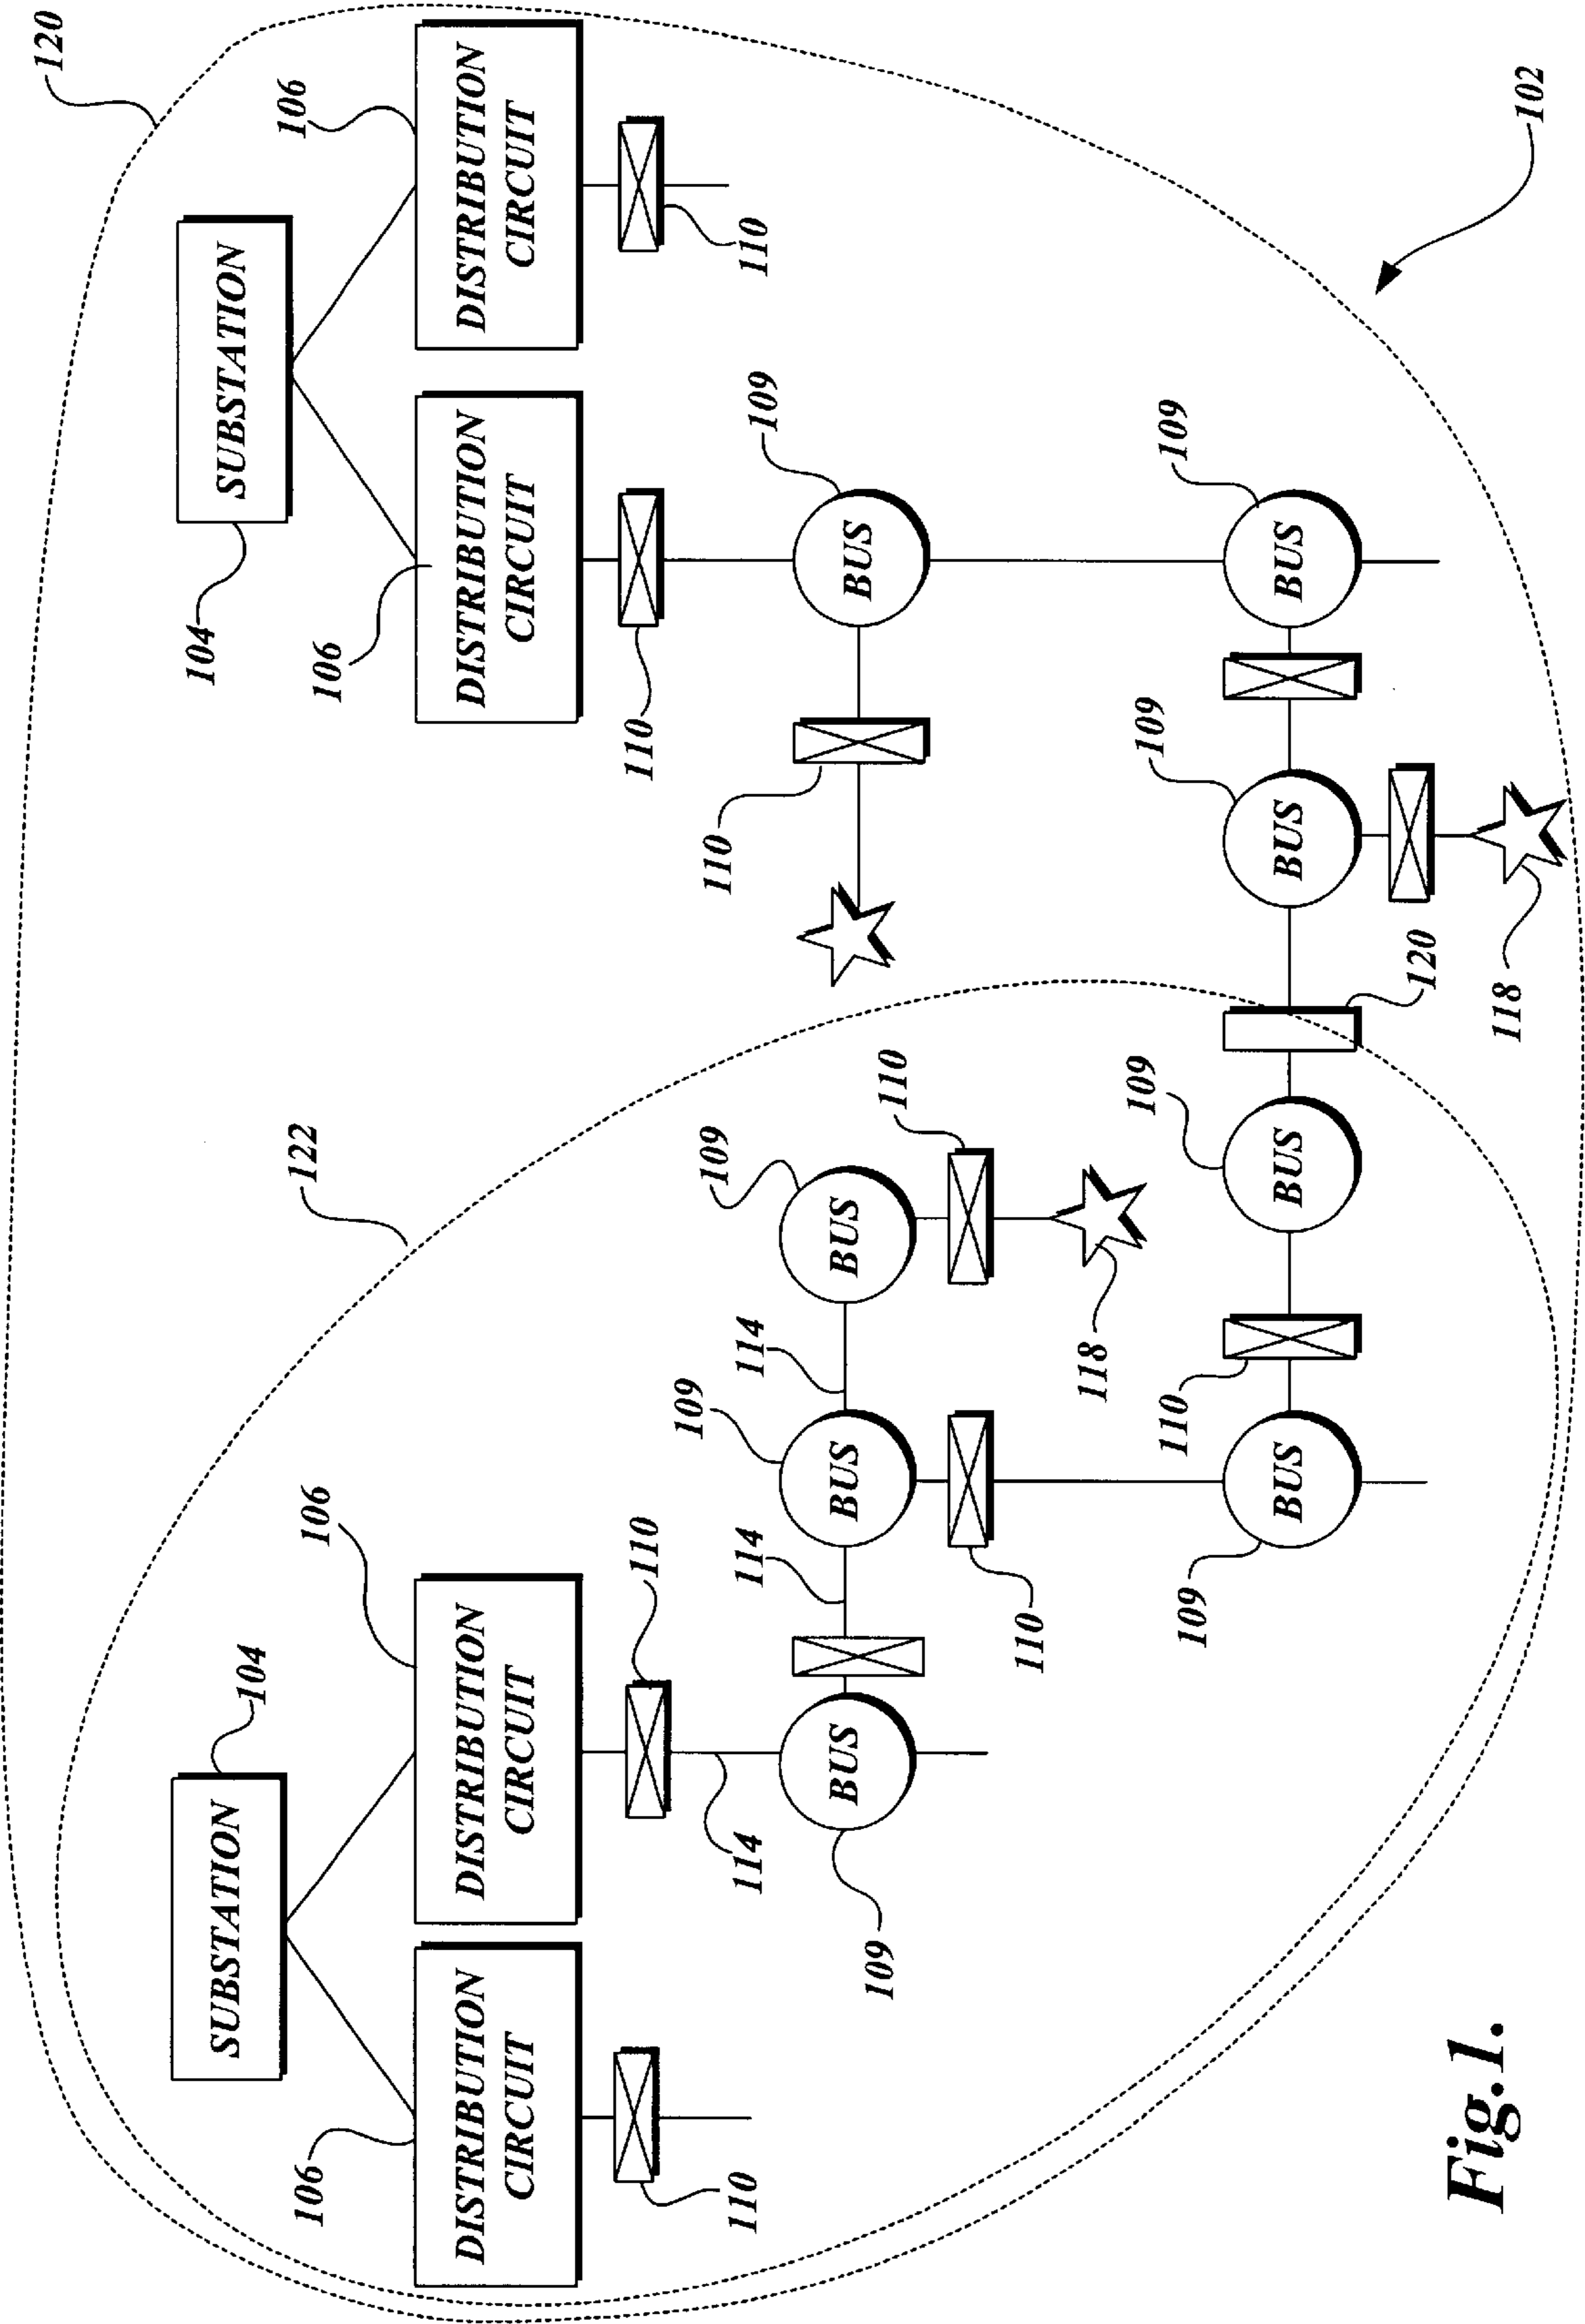 120
SUBSTATION
104
104
SUBSTATION
122
106
106
106
106
DISTRIBUTION
CIRCUIT
DISTRIBUTION
CIRCUIT
DISTRIBUTION
CIRCUIT
DISTRIBUTION
CIRCUIT
110
110
110
110
114
114
109
114
109
110
109
BUS
BUS
BUS
BUS
109
110
110
118
109
110
109
109
109
BUS
BUS
BUS
BUS
120
118
102
Fig.1.